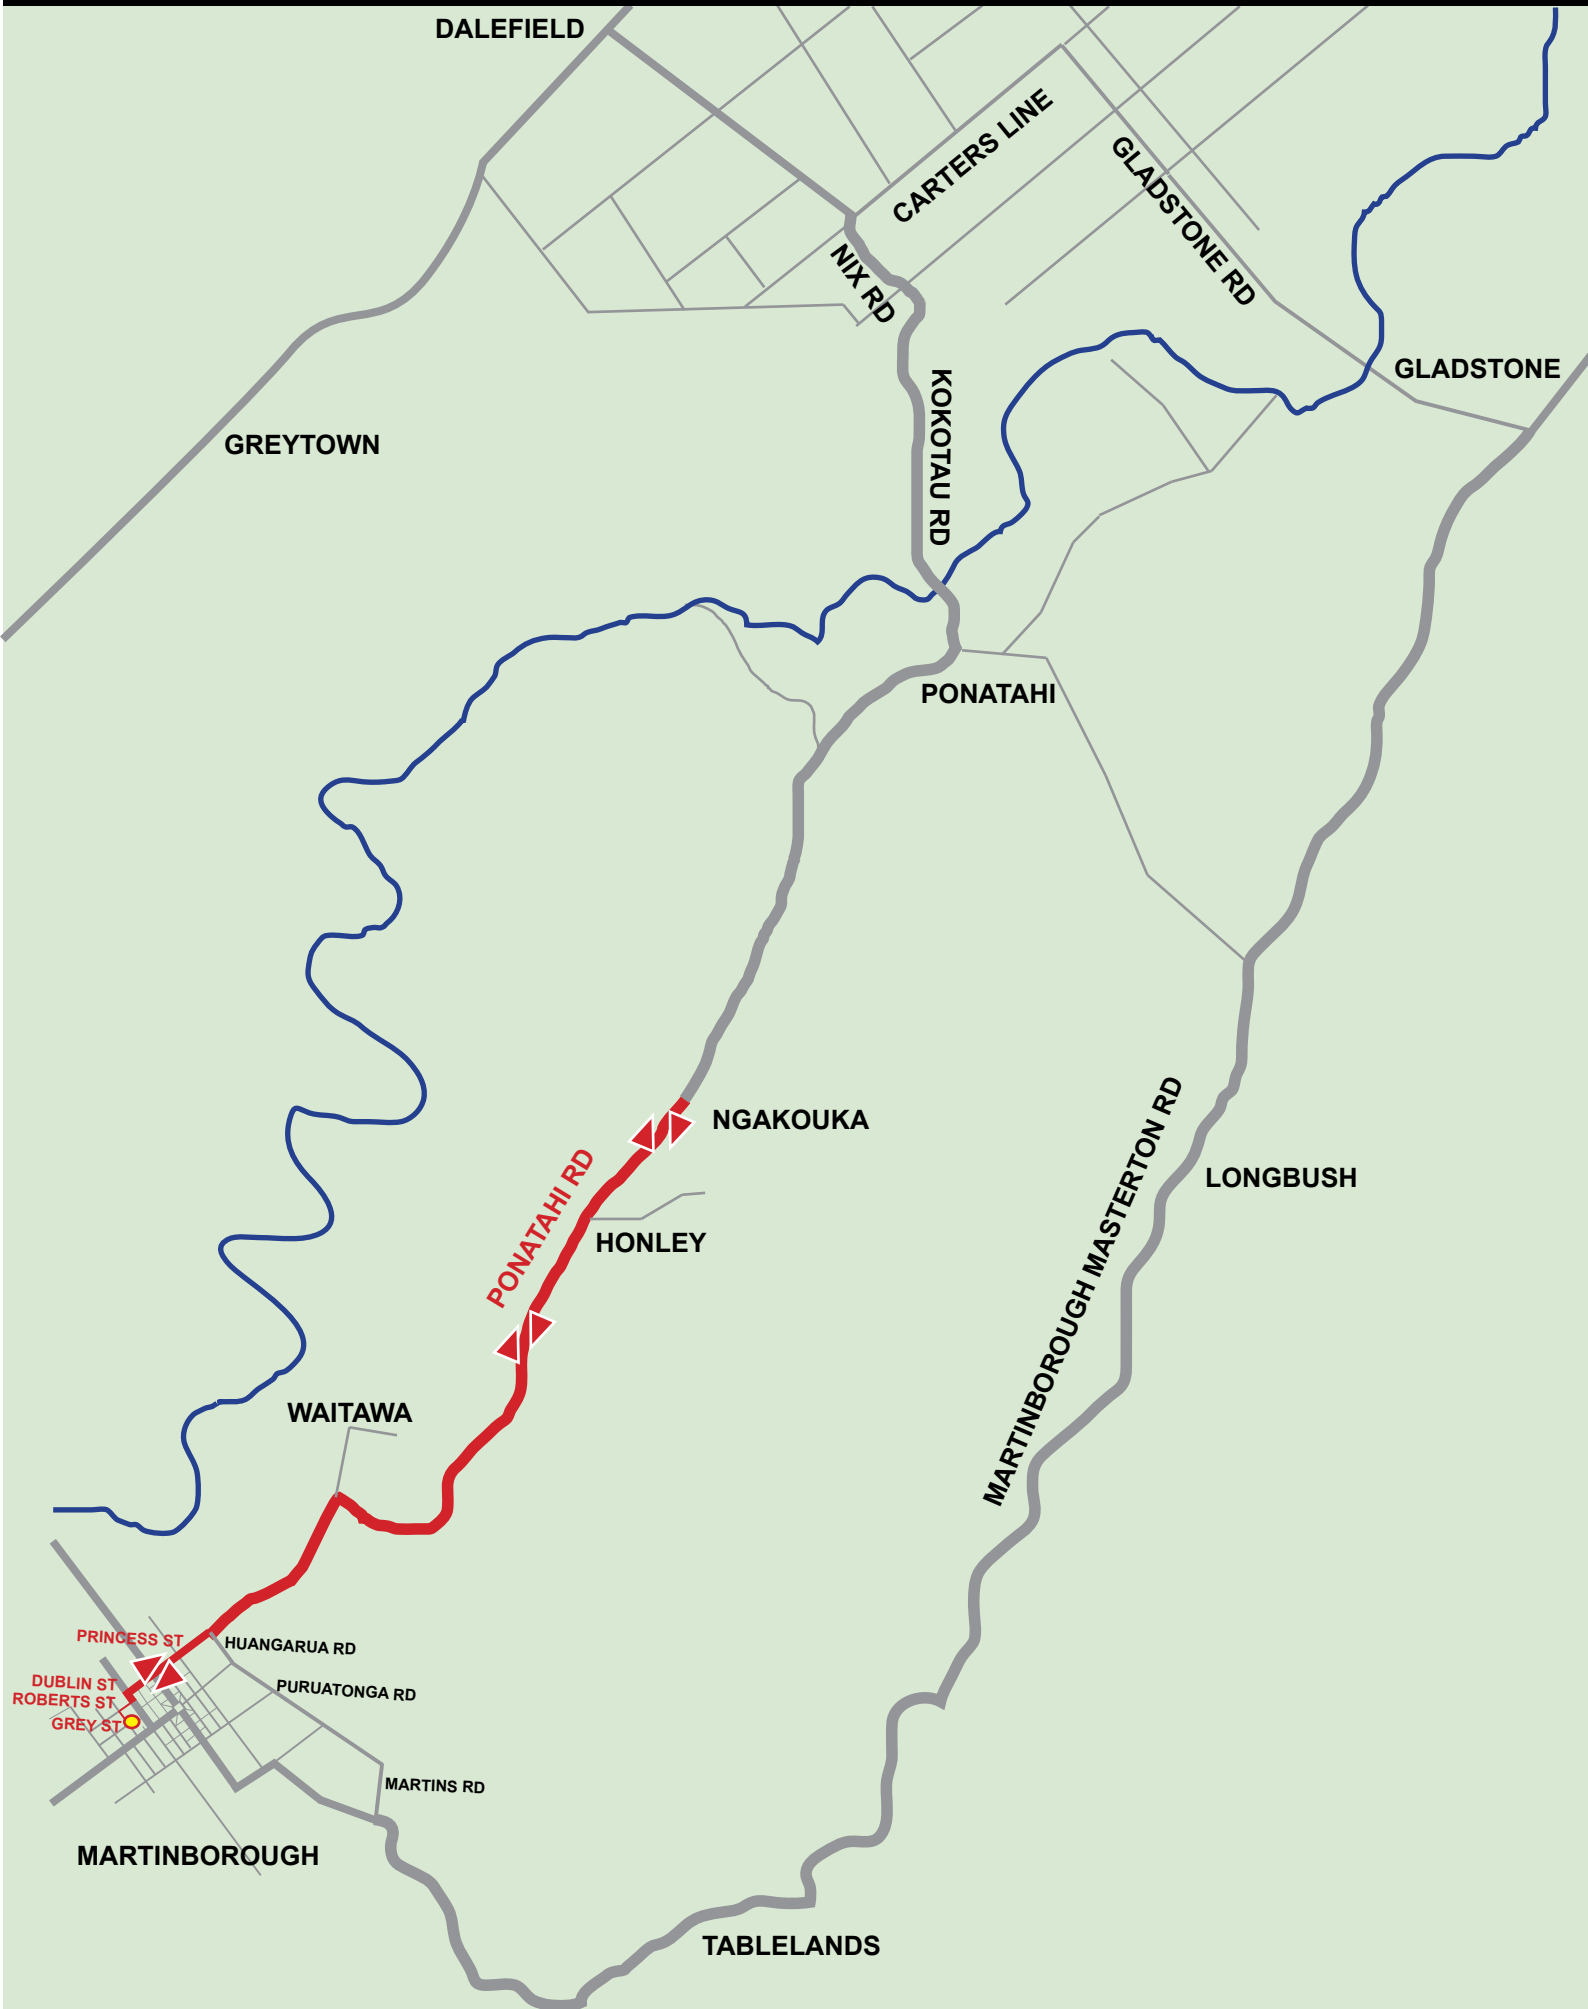 DALEFIELD
CARTERS LINE
GLADSTONE RD
NIX RD
GLADSTONE
KOKOTAU RD
GREYTOWN
PONATAHI
NGAKOUKA
LONGBUSH
PONATAHI RD
HONLEY
MARTINBOROUGH MASTERTON RD
WAITAWA
PRINCESS ST
HUANGARUA RD
DUBLIN ST
PURUATONGA RD
ROBERTS ST
GREY ST
MARTINS RD
MARTINBOROUGH
TABLELANDS